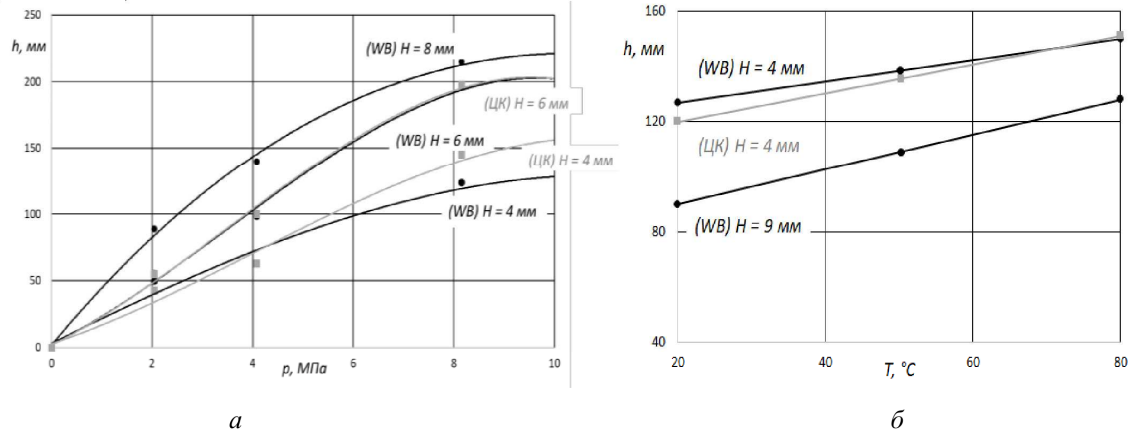 250
h, мм
200
150
100
50
0
0
2
4
6
8
10
p, МПа
(WB) H = 8 мм
(ЦК) H = 6 мм
(WB) H = 6 мм
(ЦК) H = 4 мм
(WB) H = 4 мм
а
160
h, мм
120
80
40
20
40
60
80
T, °C
(WB) H = 4 мм
(ЦК) H = 4 мм
(WB) H = 9 мм
б